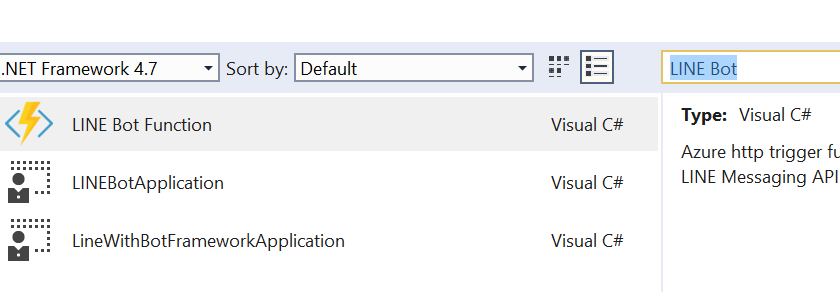 .NET Framework 4.7 Sort by: Default LINE Bot
LINE Bot Function Visual C#
Type: Visual C#
Azure http trigger fu
LINE Messaging API
LINEBotApplication Visual C#
LineWithBotFrameworkApplication Visual C#